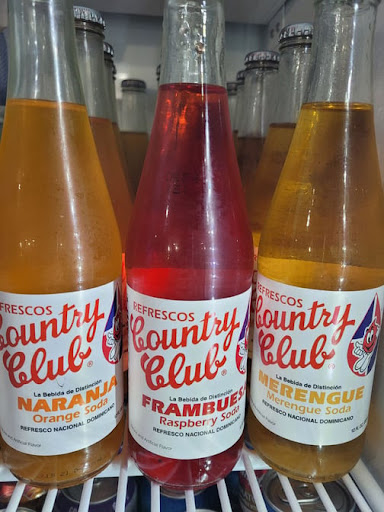 REFRESCOS
Country
Club
La Bebida de Distinción
NARANJA
Orange Soda
REFRESCO NACIONAL DOMINICANO
REFRESCOS
Country
Club®
La Bebida de Distinción
FRAMBUES
Raspberry Soda
REFRESCO NACIONAL DOMINICANO
REFRESCOS
Country
Club®
La Bebida de Distinción
MERENGUE
Merengue Soda
REFRESCO NACIONAL DOMINICANO